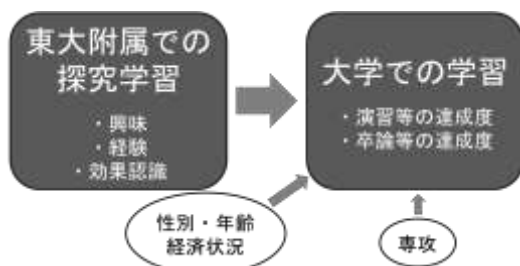 東大附属での
探究学習
・興味
・経験
・効果認識
大学での学習
・演習等の達成度
・卒論等の達成度
性別・年齢
経済状況
専攻